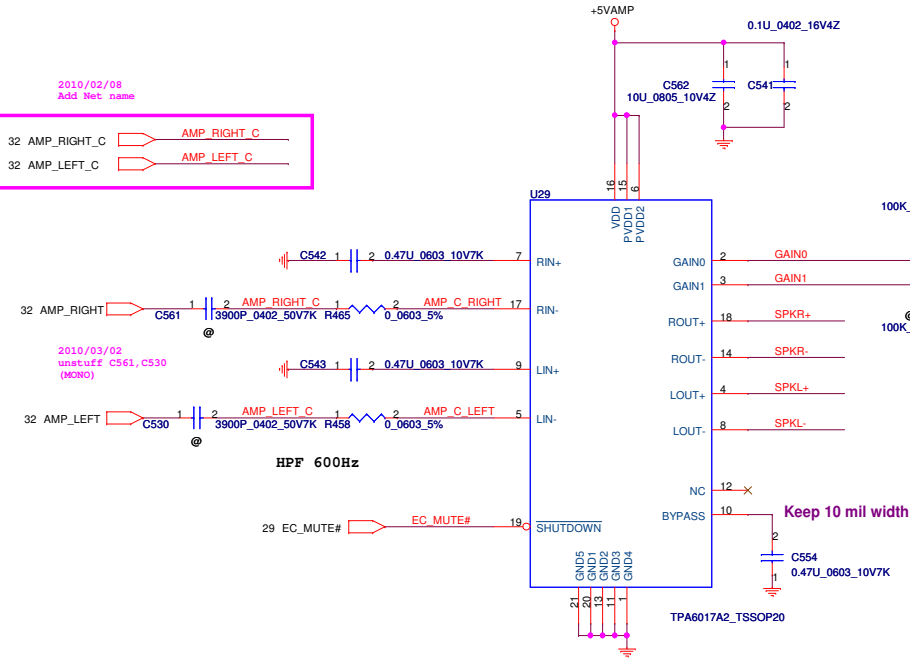 +5VAMP
0.1U_0402_16V4Z
1
1
C562
C541
10U_0805_10V4Z
2
2
2010/02/08
Add Net name
32 AMP_RIGHT_C
AMP_RIGHT_C
32 AMP_LEFT_C
AMP_LEFT_C
16
15
6
U29
VDD
PVDD1
PVDD2
100K_
C542 1 2 0.47U_0603_10V7K 7 RIN+
GAIN0 2 GAIN0
GAIN1 3 GAIN1
32 AMP_RIGHT
1 2 AMP_RIGHT_C 1 2 AMP_C_RIGHT 17 RIN-
C561 3900P_0402_50V7K R465 0_0603_5%
@
ROUT+ 18 SPKR+
@
100K_
2010/03/02
unstuff C561,C530
(MONO)
ROUT- 14 SPKR-
C543 1 2 0.47U_0603_10V7K 9 LIN+
LOUT+ 4 SPKL+
32 AMP_LEFT
1 2 AMP_LEFT_C 1 2 AMP_C_LEFT 5 LIN-
C530 3900P_0402_50V7K R458 0_0603_5%
@
LOUT- 8 SPKL-
HPF 600Hz
NC 12
BYPASS 10
Keep 10 mil width
29 EC_MUTE#
EC_MUTE#
19 SHUTDOWN
2
C554
1
0.47U_0603_10V7K
GND5
GND1
GND2
GND3
GND4
21
20
13
11
1
TPA6017A2_TSSOP20